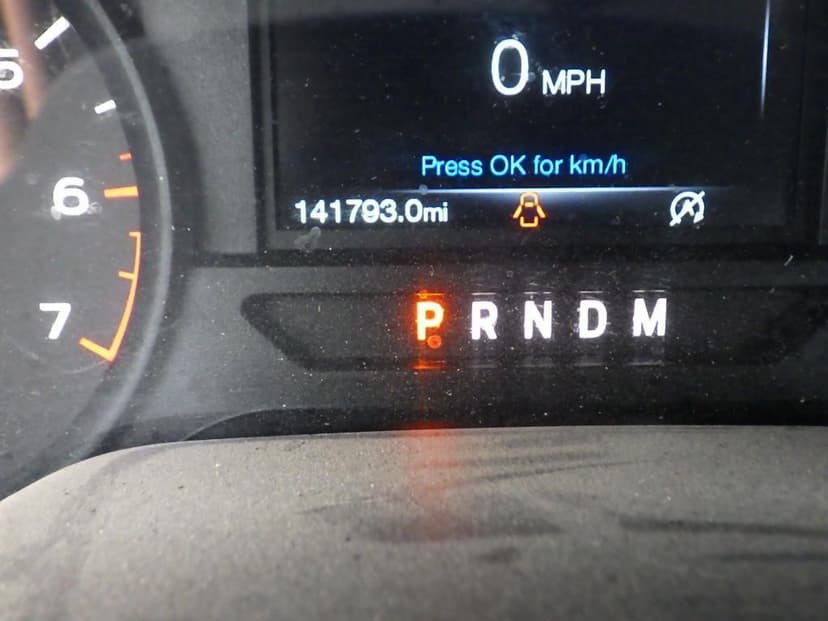 5
0 MPH
Press OK for km/h
6
141793.0mi
7
P R N D M